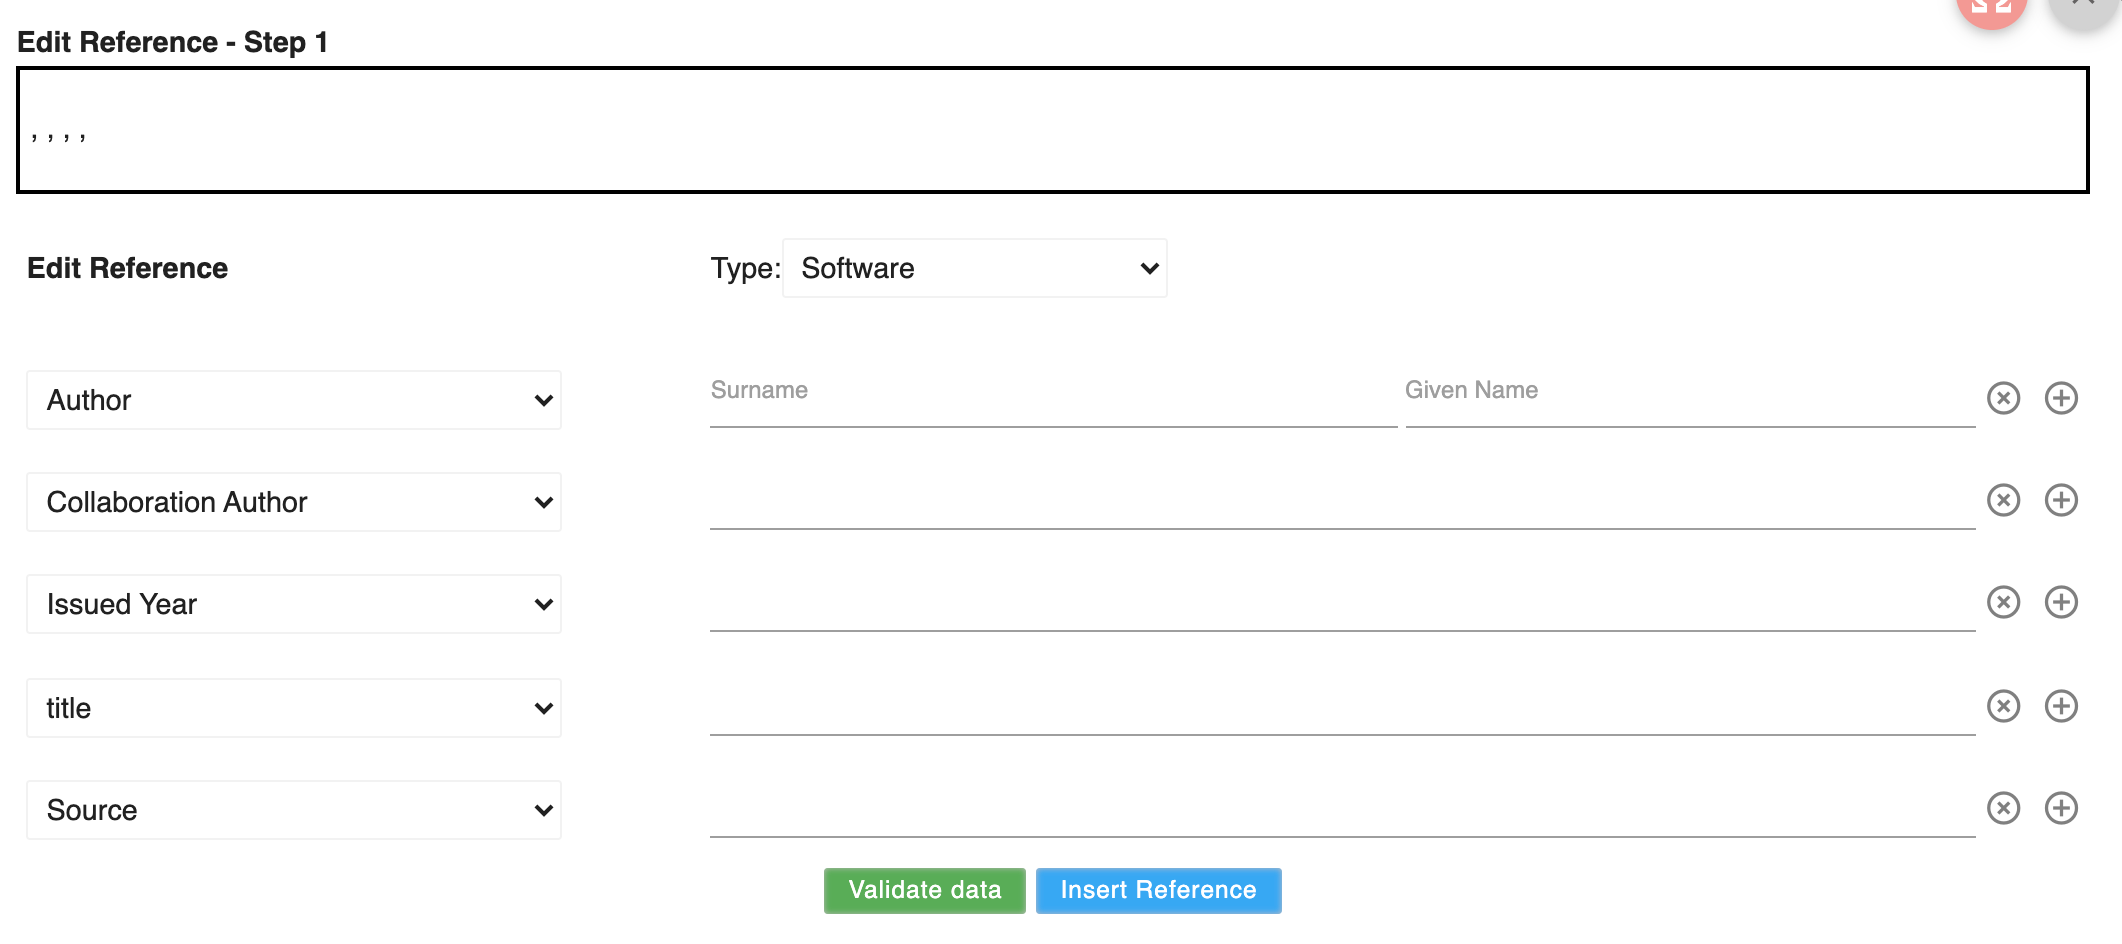 Edit Reference - Step 1
, , , ,
Edit Reference
Type: Software
Author
Surname
Given Name
Collaboration Author
Issued Year
title
Source
Validate data
Insert Reference